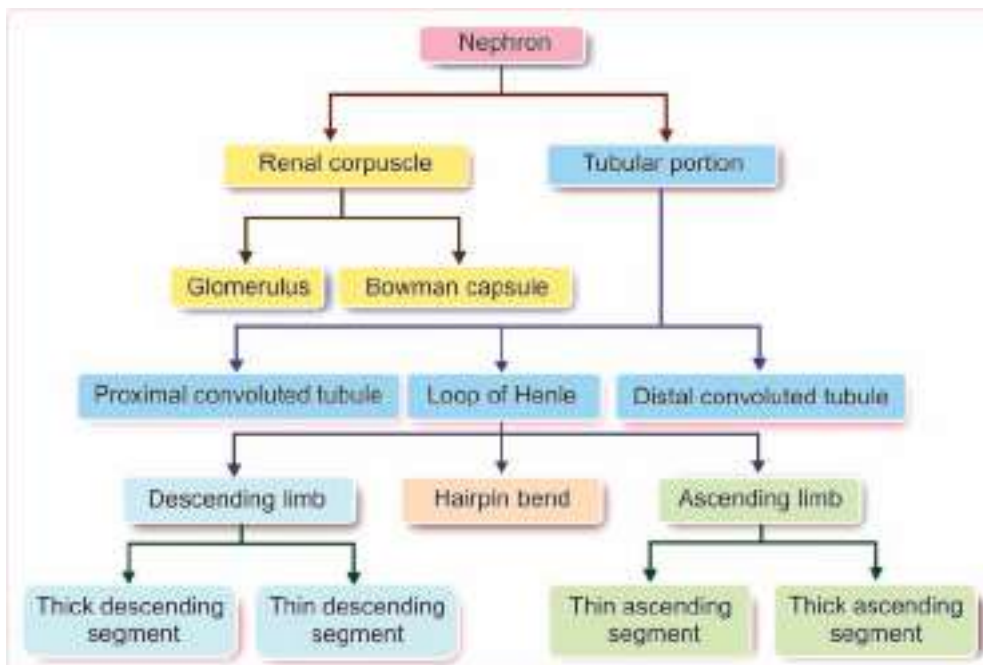 Nephron
Renal corpuscle
Tubular portion
Glomerulus
Bowman capsule
Proximal convoluted tubule
Loop of Henle
Distal convoluted tubule
Descending limb
Hairpin bend
Ascending limb
Thick descending
segment
Thin descending
segment
Thin ascending
segment
Thick ascending
segment